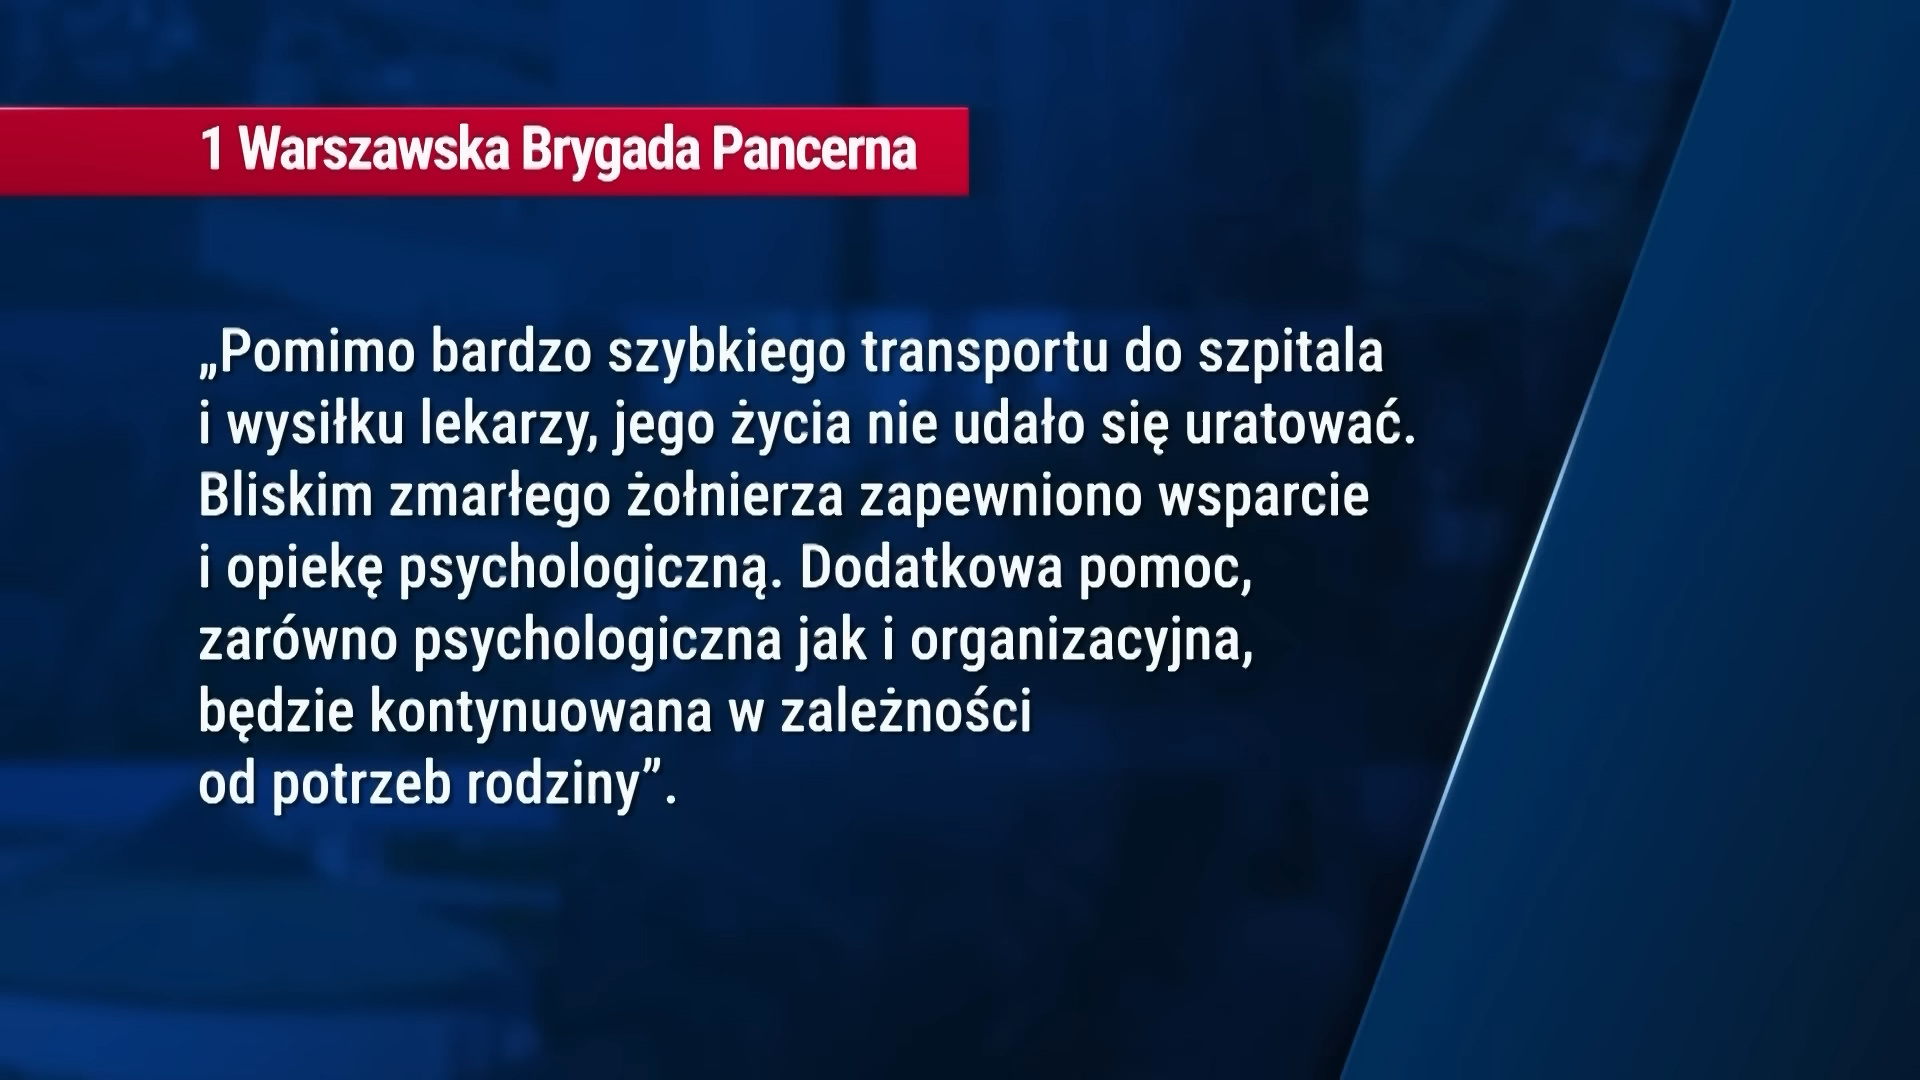 1 Warszawska Brygada Pancerna
„Pomimo bardzo szybkiego transportu do szpitala
i wysiłku lekarzy, jego życia nie udało się uratować.
Bliskim zmarłego żołnierza zapewniono wsparcie
i opiekę psychologiczną. Dodatkowa pomoc,
zarówno psychologiczna jak i organizacyjna,
będzie kontynuowana w zależności
od potrzeb rodziny”.